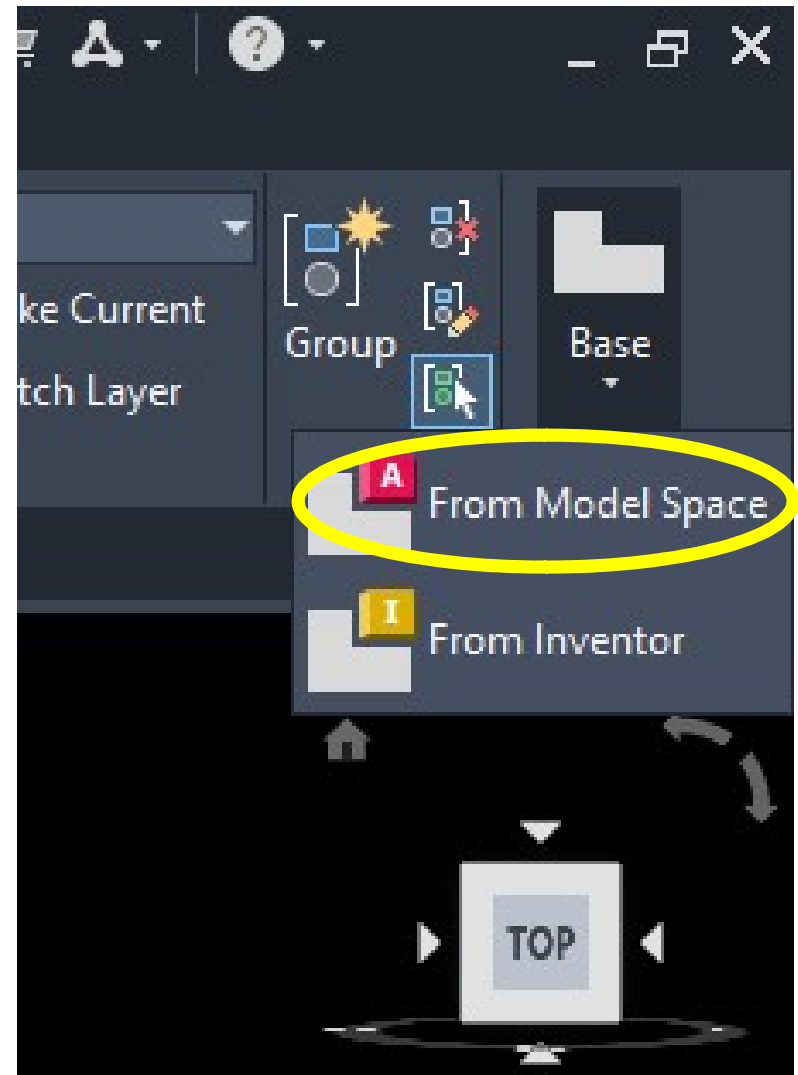 ?
ke Current
tch Layer
Group
Base
A
From Model Space
I
From Inventor
TOP